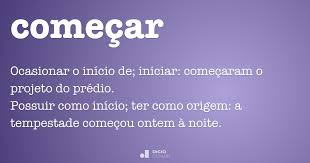 começar
Ocasionar o início de; iniciar: começaram o
projeto do prédio.
Possuir como início; ter como origem: a
tempestade começou ontem à noite.
DICIO